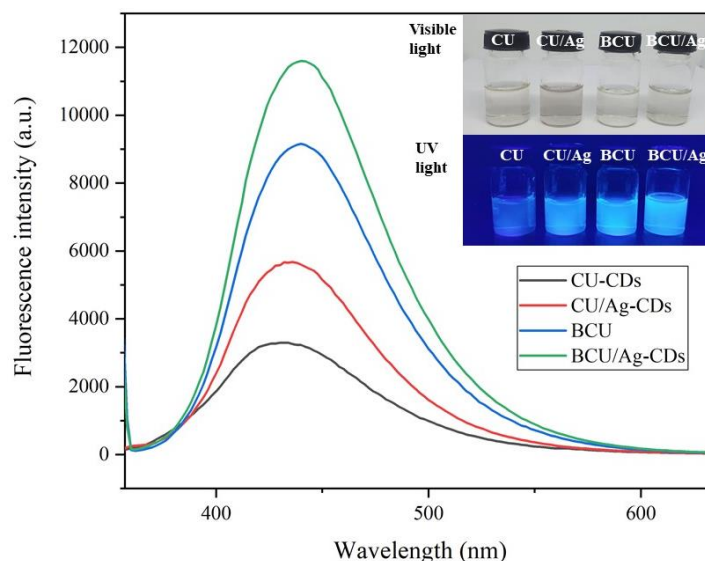 Fluorescence intensity (a.u.)
12000
10000
8000
6000
4000
2000
0
400
500
600
Wavelength (nm)
Visible
light
CU
CU/Ag
BCU
BCU/Ag
UV
light
CU
CU/Ag
BCU
BCU/Ag
CU-CDs
CU/Ag-CDs
BCU
BCU/Ag-CDs